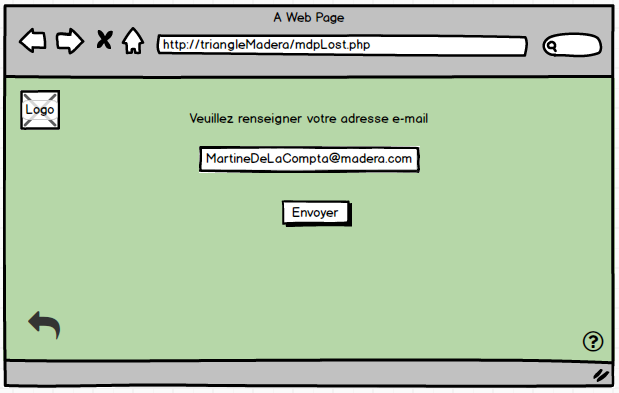 A Web Page
http://triangleMadera/mdpLost.php
Logo
Veuillez renseigner votre adresse e-mail
MartineDeLaCompta@madera.com
Envoyer
?